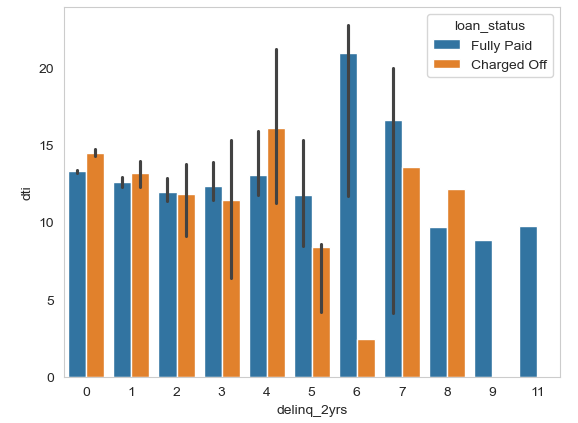 loan_status
Fully Paid
Charged Off
dti
20
15
10
5
0
0 1 2 3 4 5 6 7 8 9 11
delinq_2yrs